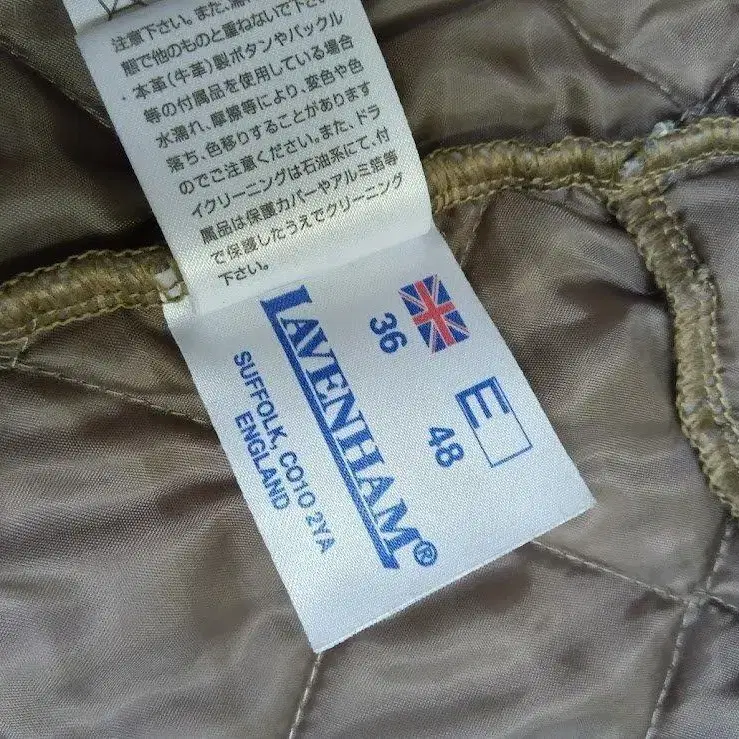 注意下さい。また、濡れ
態で他のものと重ねないで下さ
・本革(牛革)製ボタンやバックル
等の付属品を使用している場合
水濡れ、摩擦等により、変色や色
落ち、色移りすることがあります
のでご注意ください。また、ドラ
イクリーニングは石油系にて、付
属品は保護カバーやアルミ箔等
で保護したうえでクリーニング
下さい。
36
E
48
LAVENHAM®
SUFFOLK, CO10 2YA
ENGLAND